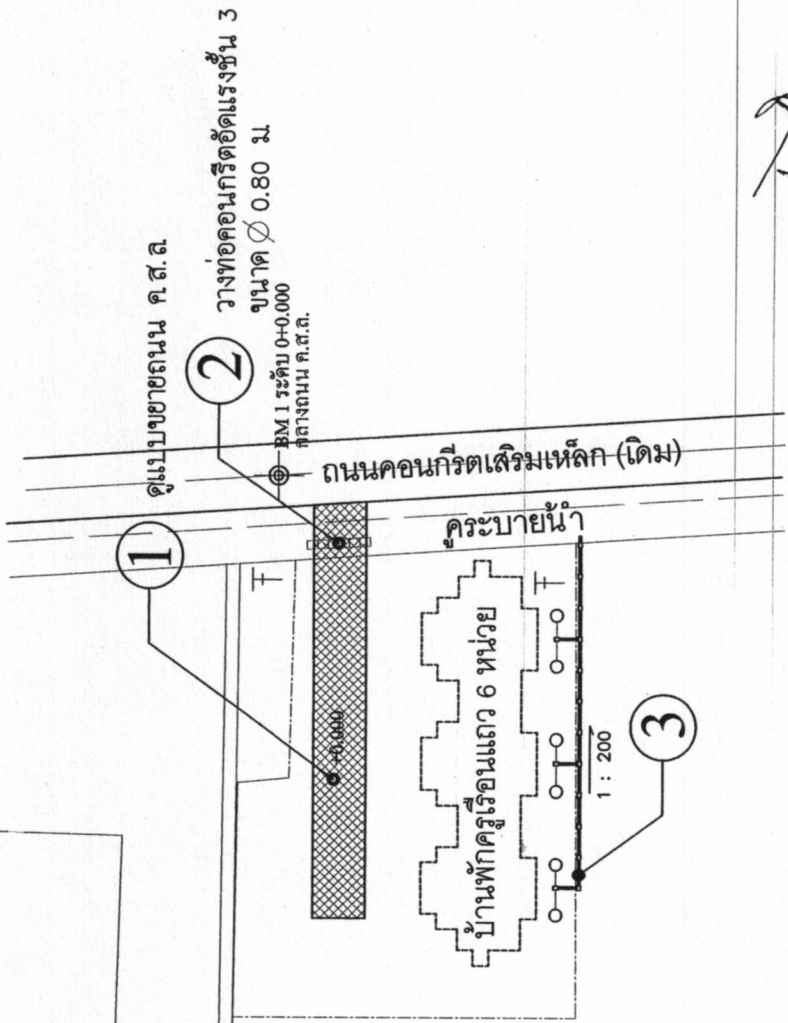 ดูแบบขยายถนน ค.ส.ล.
1
2
วางท่อคอนกรีตอัดแรงชั้น 3
ขนาด Ø 0.80 ม.
BM 1 ระดับ 0+0.000
กลางถนน ค.ส.ล.
ถนนคอนกรีตเสริมเหล็ก (เดิม)
คูระบายน้ำ
+0.000
บ้านพักครูเรือนแถว 6 หน่วย
1 : 200
3